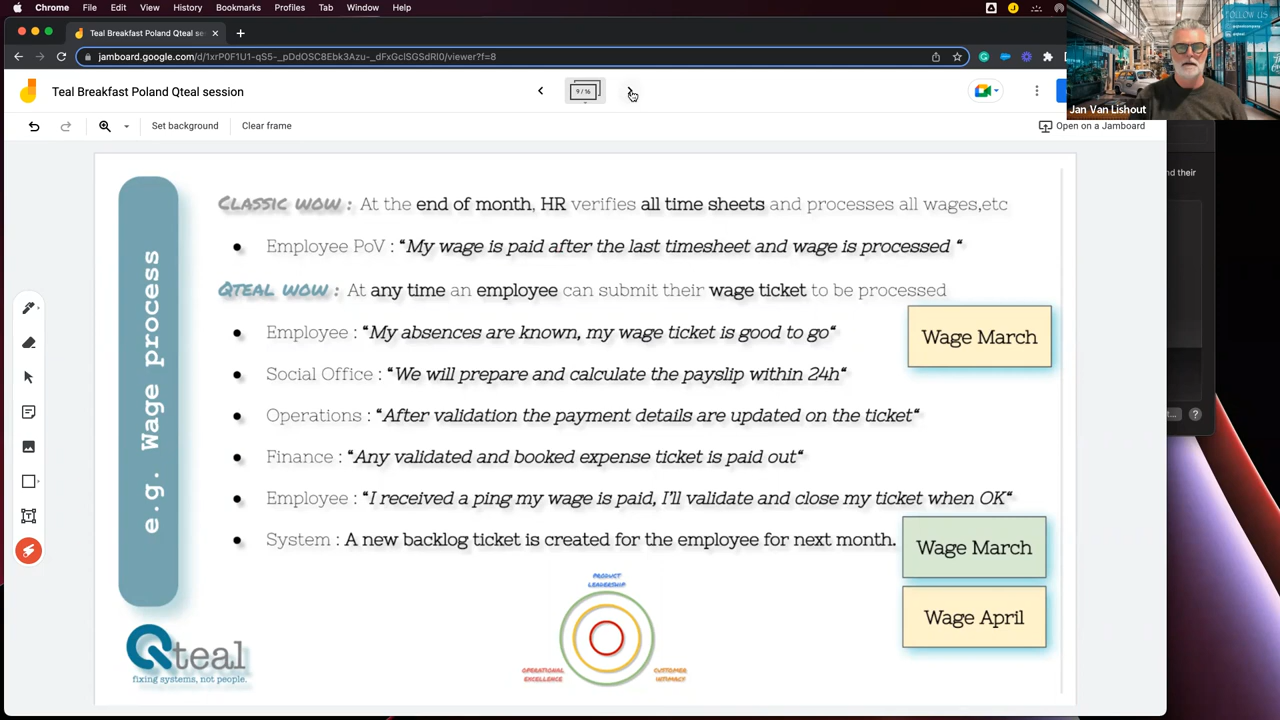 File Edit View History Bookmarks Profiles Tab Window Help
Teal Breakfast Poland Qteal ses
jamboard.google.com/d/1xrP0F1U1-qS5-_pDdOSC8Ebk3Azu-_dFxGclSGSdRI0/viewer?f=8
FOLLOW US
Jan Van Lishout
Teal Breakfast Poland Qteal session
9 / 16
Set background Clear frame
Open on a Jamboard
nd their
e.g. Wage process
CLASSIC WOW : At the end of month, HR verifies all time sheets and processes all wages,etc
● Employee PoV : “My wage is paid after the last timesheet and wage is processed “
QTEAL WOW : At any time an employee can submit their wage ticket to be processed
● Employee : “My absences are known, my wage ticket is good to go“
Wage March
● Social Office : “We will prepare and calculate the payslip within 24h“
● Operations : “After validation the payment details are updated on the ticket“
t... ?
● Finance : “Any validated and booked expense ticket is paid out“
● Employee : “I received a ping my wage is paid, I’ll validate and close my ticket when OK“
● System : A new backlog ticket is created for the employee for next month.
Wage March
Wage April
PRODUCT
LEADERSHIP
OPERATIONAL
EXCELLENCE
CUSTOMER
INTIMACY
Qteal
fixing systems, not people.